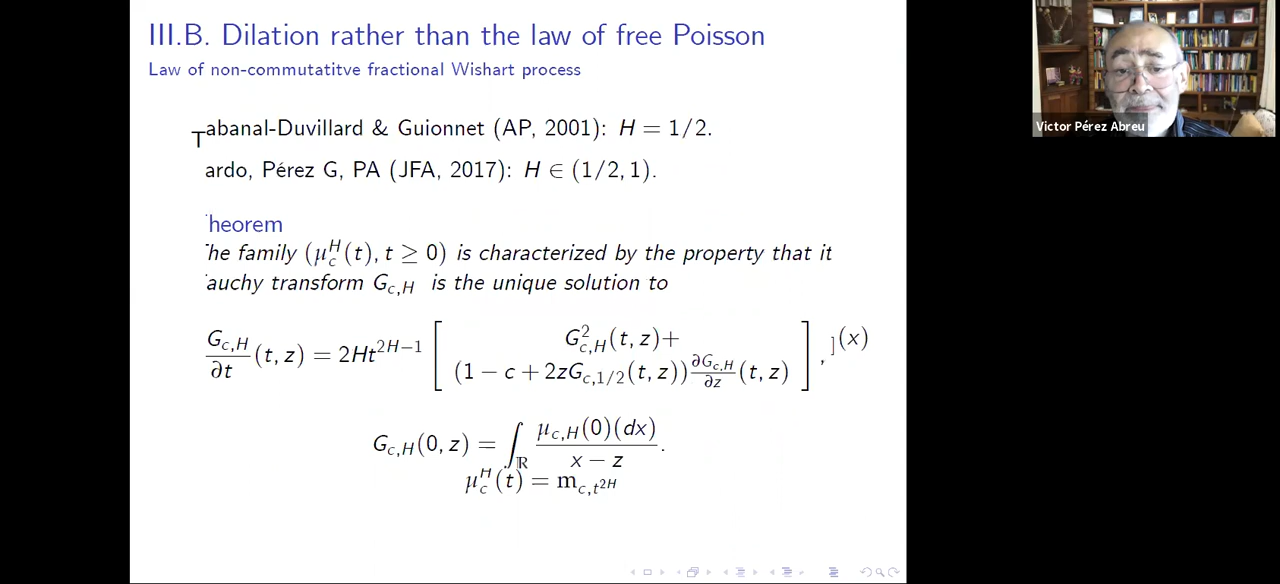 III.B. Dilation rather than the law of free Poisson
Law of non-commutatitve fractional Wishart process
Tabanal-Duvillard & Guionnet (AP, 2001): H = 1/2.
ardo, Pérez G, PA (JFA, 2017): H ∈ (1/2, 1).
heorem
he family (μ_c^H(t), t ≥ 0) is characterized by the property that it
auchy transform G_{c,H} is the unique solution to
G_{c,H}/∂t (t, z) = 2Ht^{2H−1} [ G²_{c,H}(t, z)+ (1 − c + 2zG_{c,1/2}(t, z)) ∂G_{c,H}/∂z (t, z) ] , ](x)
G_{c,H}(0, z) = ∫_ℝ μ_{c,H}(0)(dx) / x − z .
μ_c^H(t) = m_{c,t^{2H}}
Victor Pérez Abreu